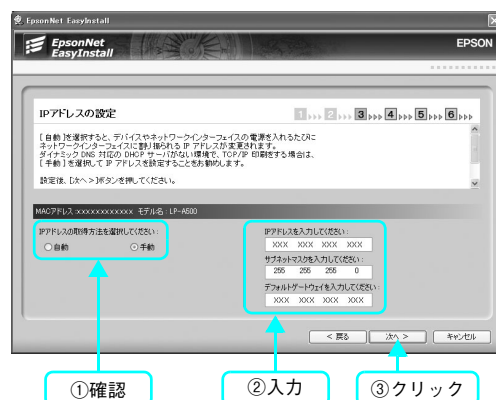 EpsonNet EasyInstall
EpsonNet
EasyInstall
EPSON
IPアドレスの設定
1 2 3 4 5 6
[自動]を選択すると、デバイスやネットワークインターフェイスの電源を入れるたびに
ネットワークインターフェイスに割り振られる IP アドレスが変更されます。
ダイナミック DNS 対応の DHCP サーバがない環境で、TCP/IP 印刷をする場合は、
[手動]を選択して IP アドレスを設定することをお勧めします。
設定後、[次へ >]ボタンを押してください。
MACアドレス:xxxxxxxxxxxx モデル名:LP-A500
IPアドレスの取得方法を選択してください:
自動 手動
IPアドレスを入力してください:
XXX XXX XXX XXX
サブネットマスクを入力してください:
255 255 255 0
デフォルトゲートウェイを入力してください:
XXX XXX XXX XXX
< 戻る 次へ > キャンセル
①確認 ②入力 ③クリック